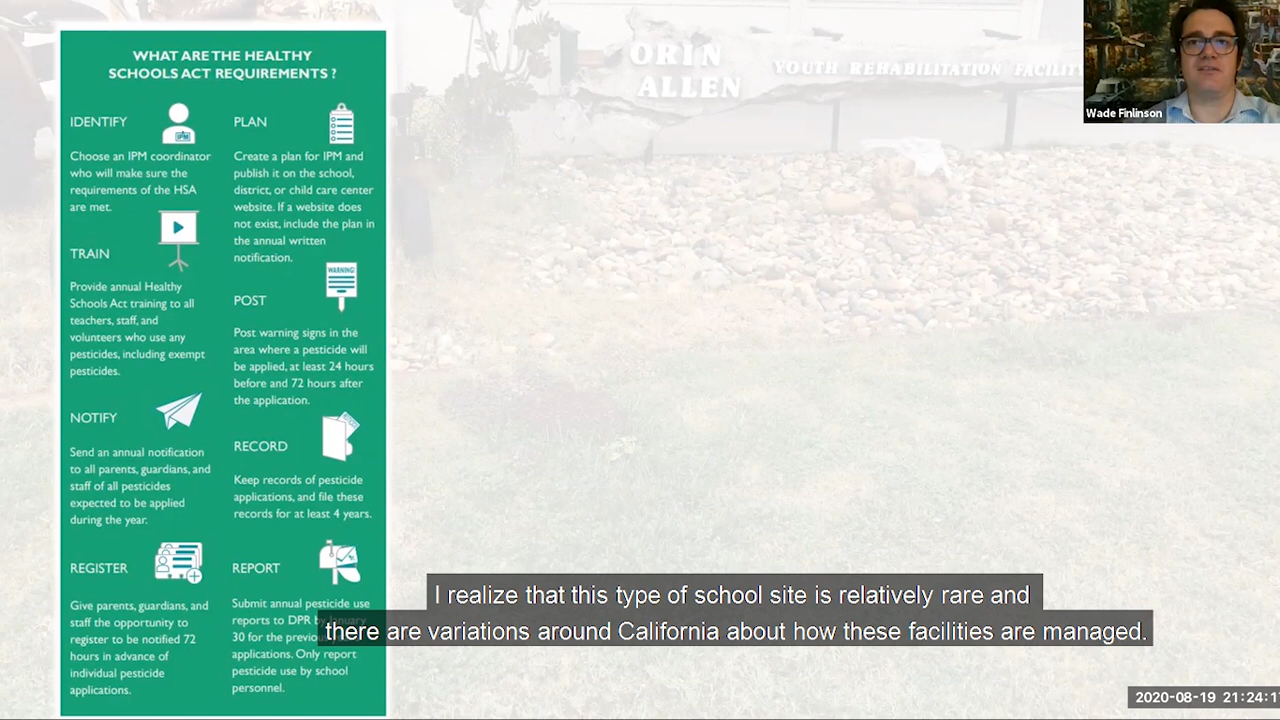 WHAT ARE THE HEALTHY
SCHOOLS ACT REQUIREMENTS ?
IDENTIFY
IPM
Choose an IPM coordinator
who will make sure the
requirements of the HSA
are met.
TRAIN
Provide annual Healthy
Schools Act training to all
teachers, staff, and
volunteers who use any
pesticides, including exempt
pesticides.
NOTIFY
Send an annual notification
to all parents, guardians, and
staff of all pesticides
expected to be applied
during the year.
REGISTER
Give parents, guardians, and
staff the opportunity to
register to be notified 72
hours in advance of
individual pesticide
applications.
PLAN
Create a plan for IPM and
publish it on the school,
district, or child care center
website. If a website does
not exist, include the plan in
the annual written
notification.
WARNING!
POST
Post warning signs in the
area where a pesticide will
be applied, at least 24 hours
before and 72 hours after
the application.
RECORD
Keep records of pesticide
applications, and file these
records for at least 4 years.
REPORT
Submit annual pesticide use
reports to DPR by January
30 for the previous
applications. Only report
pesticide use by school
personnel.
ORIN
ALLEN
YOUTH REHABILITATION
Wade Finlinson
I realize that this type of school site is relatively rare and
there are variations around California about how these facilities are managed.
2020-08-19 21:24:1